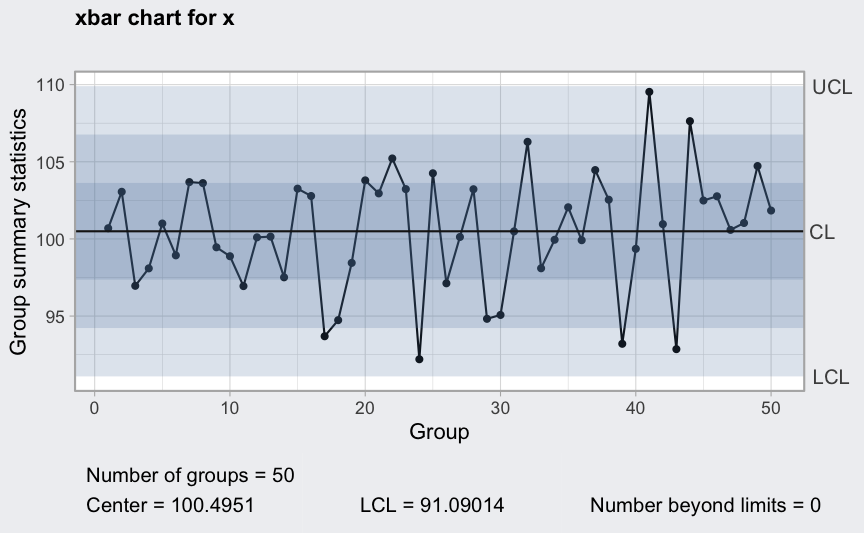 xbar chart for x
Group summary statistics
110
105
100
95
UCL
CL
LCL
0 10 20 30 40 50
Group
Number of groups = 50
Center = 100.4951 LCL = 91.09014 Number beyond limits = 0